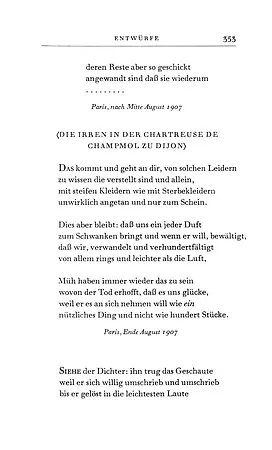 ENTWÜRFE 353
deren Reste aber so geschickt
angewandt sind daß sie wiederum
.........
Paris, nach Mitte August 1907
⟨DIE IRREN IN DER CHARTREUSE DE
CHAMPMOL ZU DIJON⟩
DAS kommt und geht an dir, von solchen Leidern
zu wissen die verstellt sind und allein,
mit steifen Kleidern wie mit Sterbekleidern
unwirklich angetan und nur zum Schein.
Dies aber bleibt: daß uns ein jeder Duft
zum Schwanken bringt und wenn er will, bewältigt,
daß wir, verwandelt und verhundertfältigt
von allem rings und leichter als die Luft,
Müh haben immer wieder das zu sein
wovon der Tod erhofft, daß es uns glücke,
weil er es an sich nehmen will wie ein
nützliches Ding und nicht wie hundert Stücke.
Paris, Ende August 1907
SIEHE der Dichter: ihn trug das Geschaute
weil er sich willig umschrieb und umschrieb
bis er gelöst in die leichtesten Laute